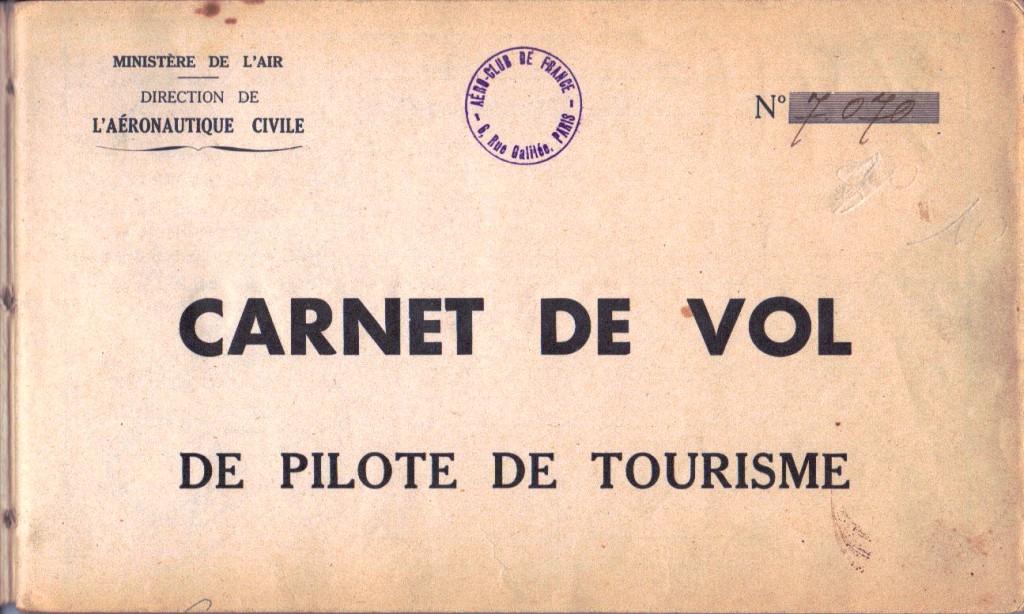 MINISTÈRE DE L'AIR
DIRECTION DE
L'AÉRONAUTIQUE CIVILE
AÉRO-CLUB DE FRANCE
6, Rue Galilée, PARIS
Nº 7.070
CARNET DE VOL
DE PILOTE DE TOURISME